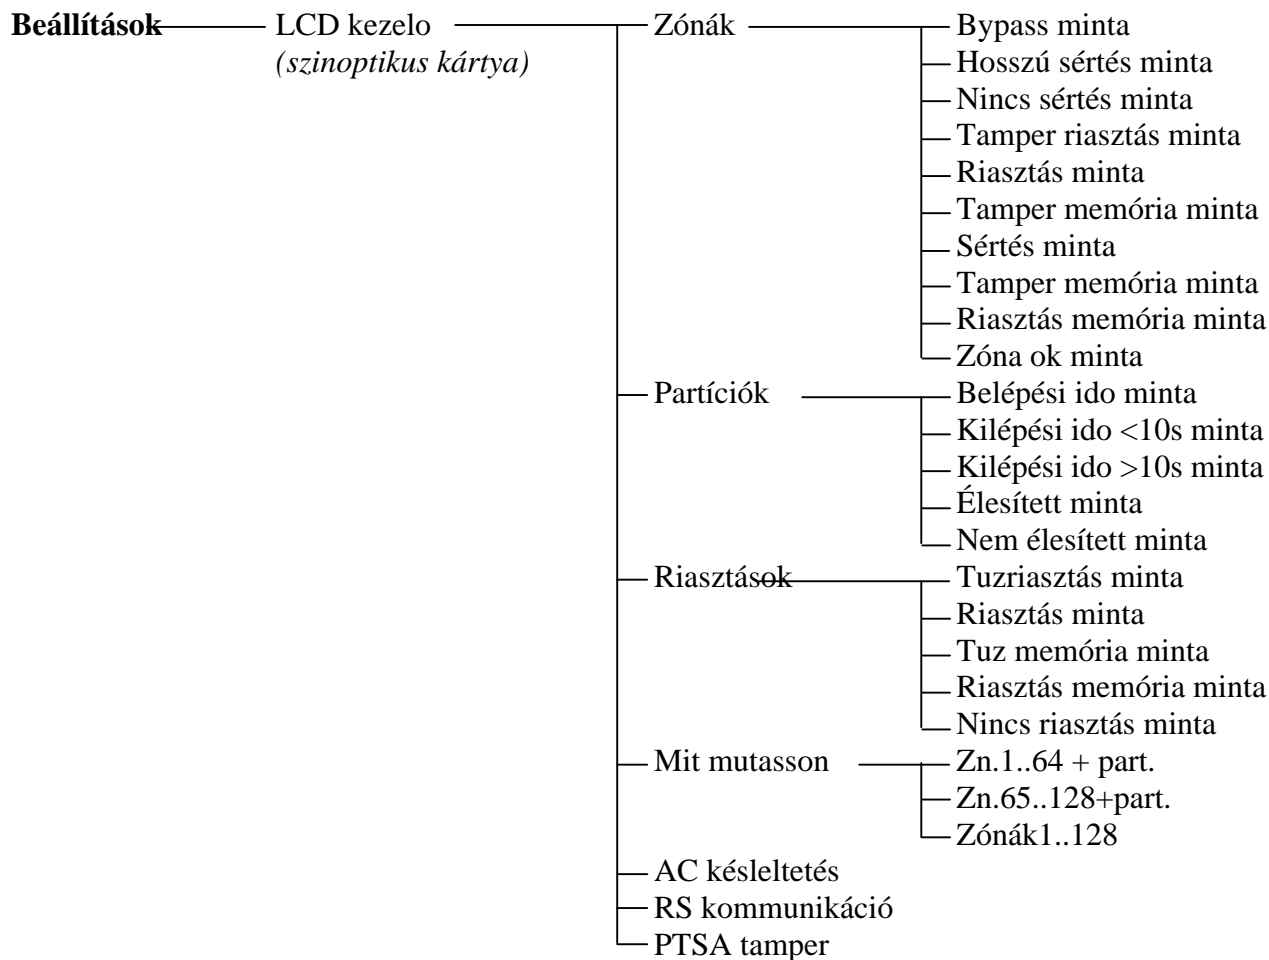 Beállítások LCD kezelo Zónák Bypass minta
(szinoptikus kártya) Hosszú sértés minta
Nincs sértés minta
Tamper riasztás minta
Riasztás minta
Tamper memória minta
Sértés minta
Tamper memória minta
Riasztás memória minta
Zóna ok minta
Partíciók Belépési ido minta
Kilépési ido <10s minta
Kilépési ido >10s minta
Élesített minta
Nem élesített minta
Riasztások Tuzriasztás minta
Riasztás minta
Tuz memória minta
Riasztás memória minta
Nincs riasztás minta
Mit mutasson Zn.1..64 + part.
Zn.65..128+part.
Zónák1..128
AC késleltetés
RS kommunikáció
PTSA tamper